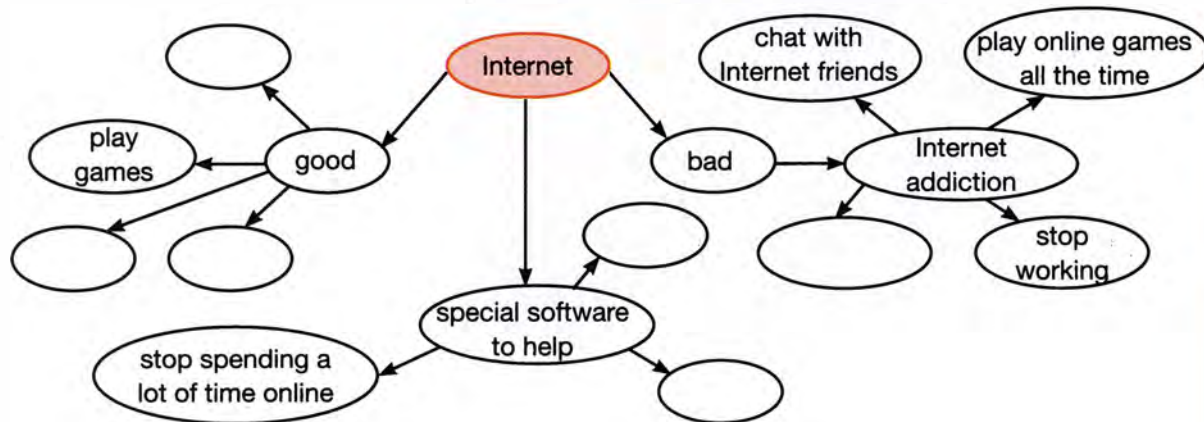 Internet
good
play
games
bad
Internet
addiction
chat with
Internet friends
play online games
all the time
stop
working
special software
to help
stop spending a
lot of time online